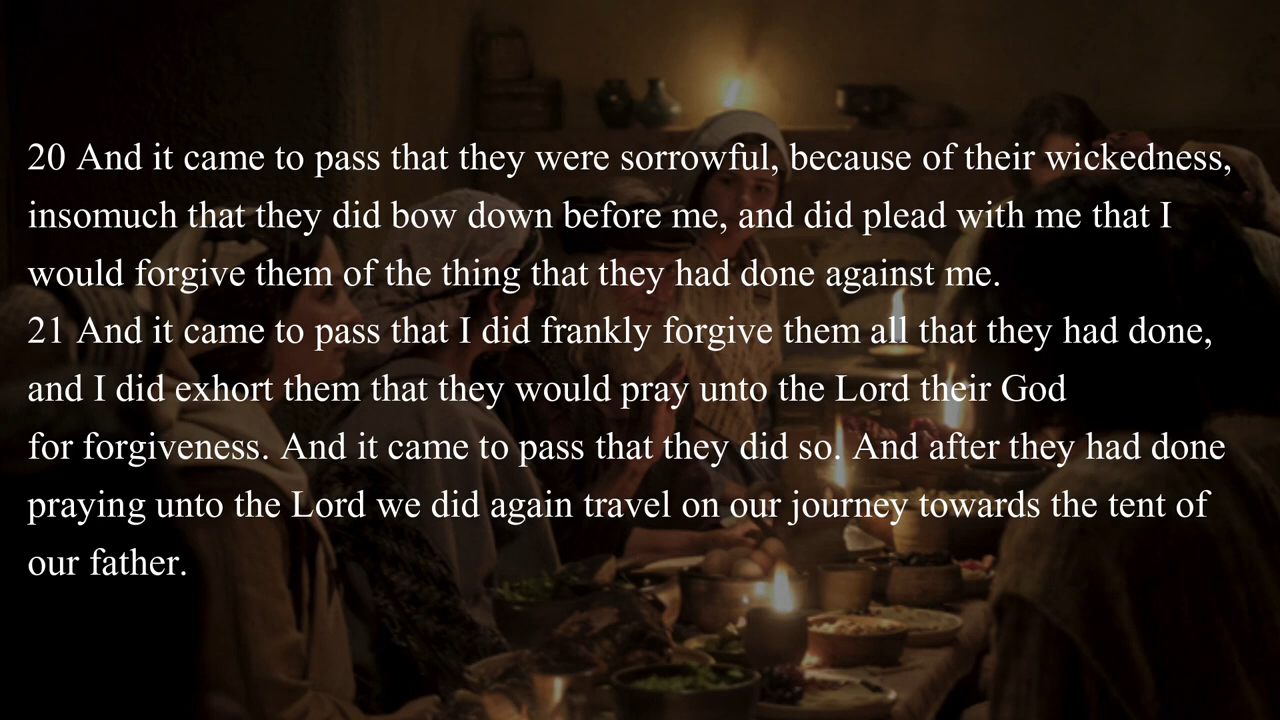 20 And it came to pass that they were sorrowful, because of their wickedness,
insomuch that they did bow down before me, and did plead with me that I
would forgive them of the thing that they had done against me.
21 And it came to pass that I did frankly forgive them all that they had done,
and I did exhort them that they would pray unto the Lord their God
for forgiveness. And it came to pass that they did so. And after they had done
praying unto the Lord we did again travel on our journey towards the tent of
our father.